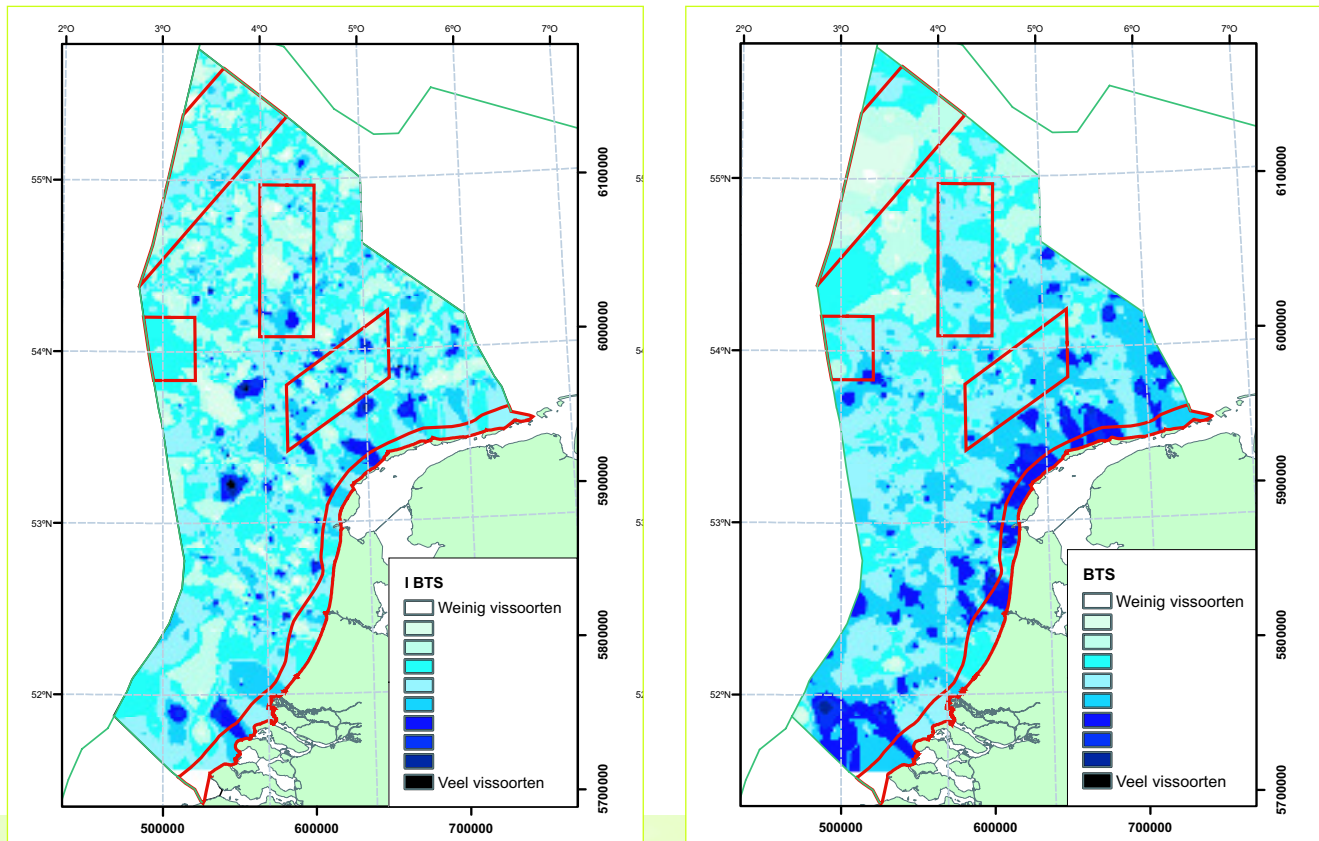 2°O 3°O 4°O 5°O 6°O 7°O
55°N
54°N
53°N
52°N
6100000
6000000
5900000
5800000
5700000
500000 600000 700000
I BTS
Weinig vissoorten
Veel vissoorten
2°O 3°O 4°O 5°O 6°O 7°O
55°N
54°N
53°N
52°N
6100000
6000000
5900000
5800000
5700000
500000 600000 700000
BTS
Weinig vissoorten
Veel vissoorten